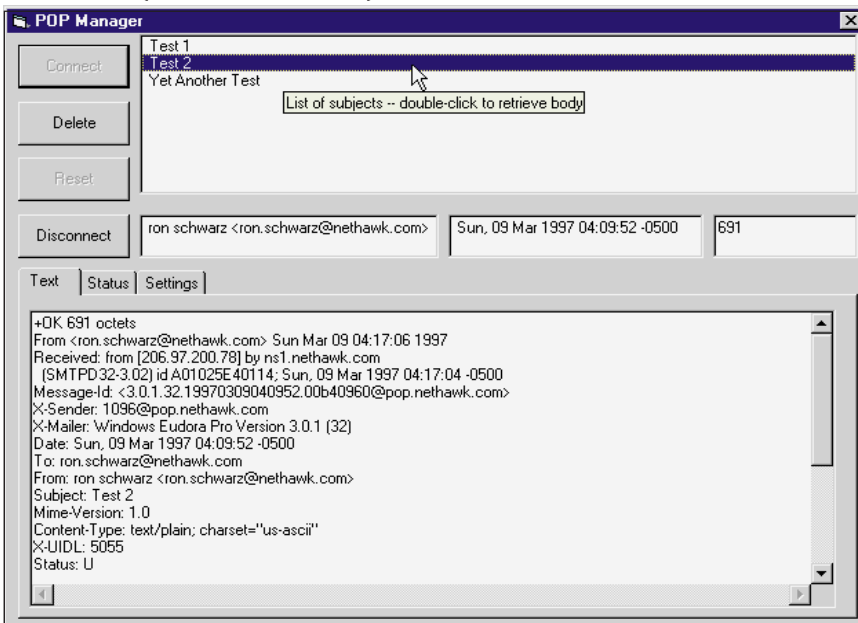 POP Manager
Connect
Delete
Reset
Disconnect
Test 1
Test 2
Yet Another Test
List of subjects -- double-click to retrieve body
ron schwarz <ron.schwarz@nethawk.com>
Sun, 09 Mar 1997 04:09:52 -0500
691
Text
Status
Settings
+OK 691 octets
From <ron.schwarz@nethawk.com> Sun Mar 09 04:17:06 1997
Received: from [206.97.200.78] by ns1.nethawk.com
(SMTPD32-3.02) id A01025E40114; Sun, 09 Mar 1997 04:17:04 -0500
Message-Id: <3.0.1.32.19970309040952.00b40960@pop.nethawk.com>
X-Sender: 1096@pop.nethawk.com
X-Mailer: Windows Eudora Pro Version 3.0.1 (32)
Date: Sun, 09 Mar 1997 04:09:52 -0500
To: ron.schwarz@nethawk.com
From: ron schwarz <ron.schwarz@nethawk.com>
Subject: Test 2
Mime-Version: 1.0
Content-Type: text/plain; charset="us-ascii"
X-UIDL: 5055
Status: U